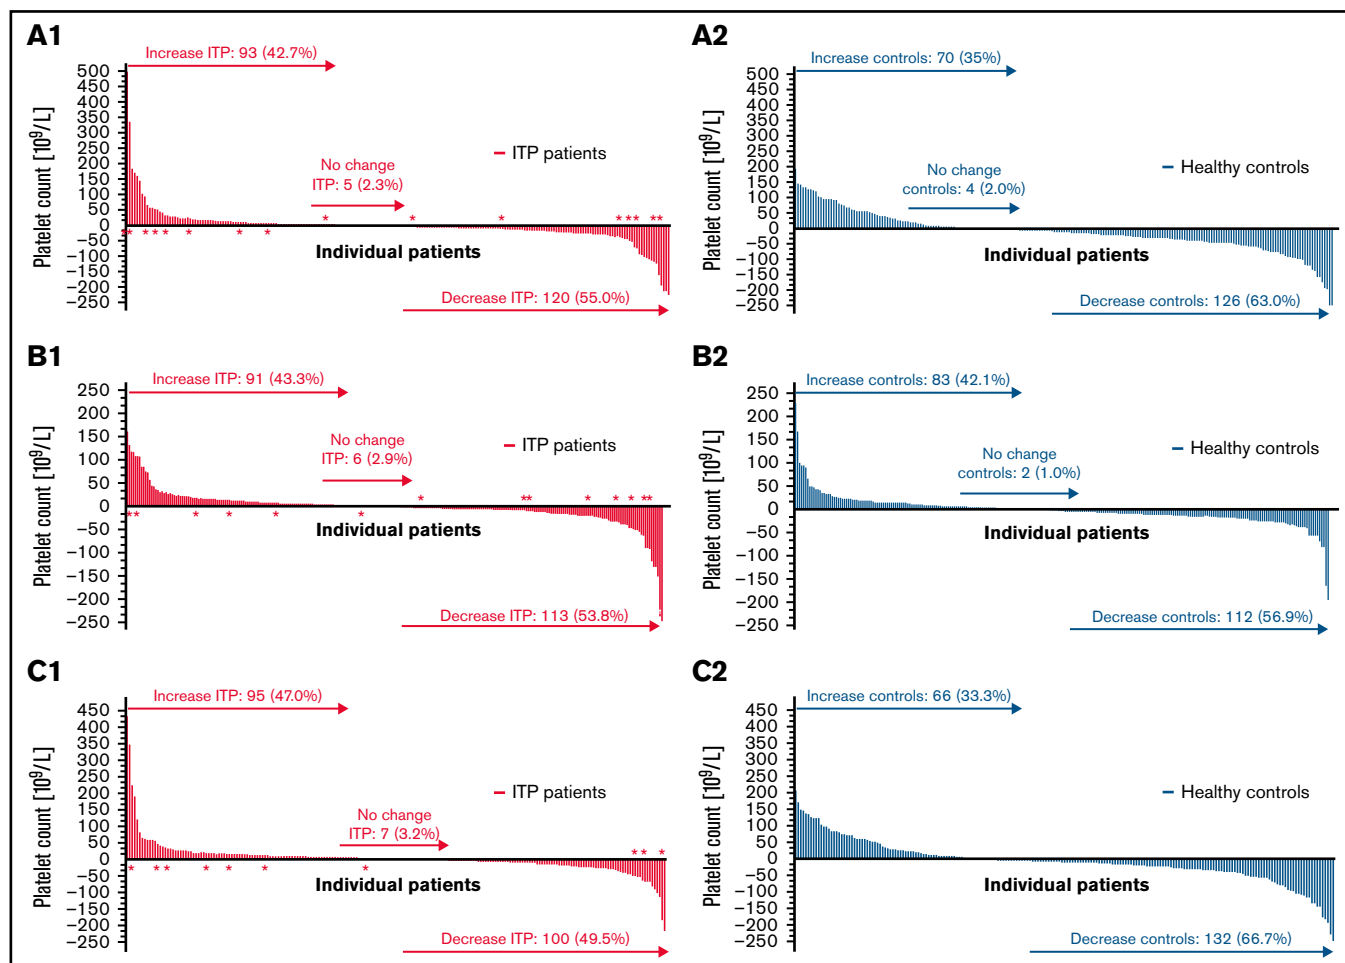 A1
Increase ITP: 93 (42.7%)
Platelet count [10⁹/L]
500
450
400
350
300
250
200
150
100
50
0
−50
−100
−150
−200
−250
No change
ITP: 5 (2.3%)
ITP patients
* * * * * * * * * * * * * * * *
Individual patients
Decrease ITP: 120 (55.0%)
A2
Increase controls: 70 (35%)
Platelet count [10⁹/L]
500
450
400
350
300
250
200
150
100
50
0
−50
−100
−150
−200
−250
No change
controls: 4 (2.0%)
Healthy controls
Individual patients
Decrease controls: 126 (63.0%)
B1
Increase ITP: 91 (43.3%)
Platelet count [10⁹/L]
250
200
150
100
50
0
−50
−100
−150
−200
−250
No change
ITP: 6 (2.9%)
ITP patients
* * * * * * * * * * * * * *
Individual patients
Decrease ITP: 113 (53.8%)
B2
Increase controls: 83 (42.1%)
Platelet count [10⁹/L]
250
200
150
100
50
0
−50
−100
−150
−200
−250
No change
controls: 2 (1.0%)
Healthy controls
Individual patients
Decrease controls: 112 (56.9%)
C1
Increase ITP: 95 (47.0%)
Platelet count [10⁹/L]
450
350
300
250
200
150
100
50
0
−50
−100
−150
−200
−250
No change
ITP: 7 (3.2%)
ITP patients
* * * * * * * * * *
Individual patients
Decrease ITP: 100 (49.5%)
C2
Increase controls: 66 (33.3%)
Platelet count [10⁹/L]
450
350
300
250
200
150
100
50
0
−50
−100
−150
−200
−250
Healthy controls
Individual patients
Decrease controls: 132 (66.7%)